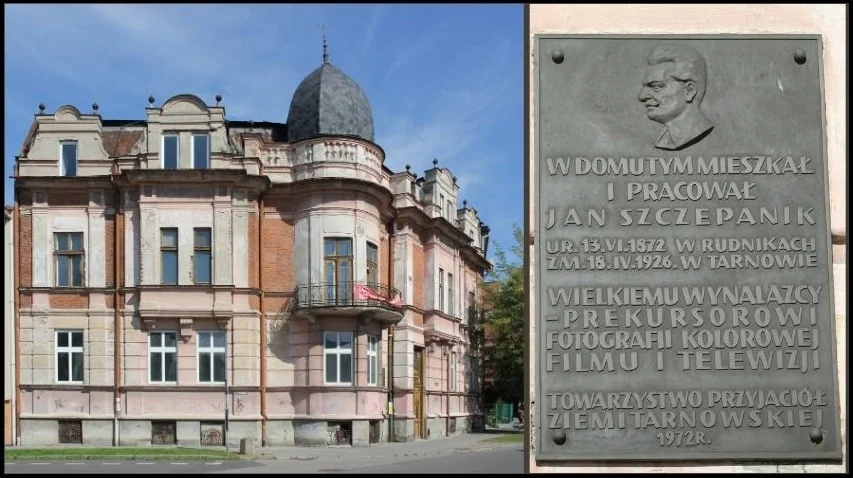 W DOMU TYM MIESZKAŁ
I PRACOWAŁ
JAN SZCZEPANIK
UR. 13.VI.1872 W RUDNIKACH
ZM. 18.IV.1926. W TARNOWIE
WIELKIEMU WYNALAZCY
-PREKURSOROWI
FOTOGRAFII KOLOROWEJ
FILMU I TELEWIZJI
TOWARZYSTWO PRZYJACIÓŁ
ZIEMI TARNOWSKIEJ
1972R.